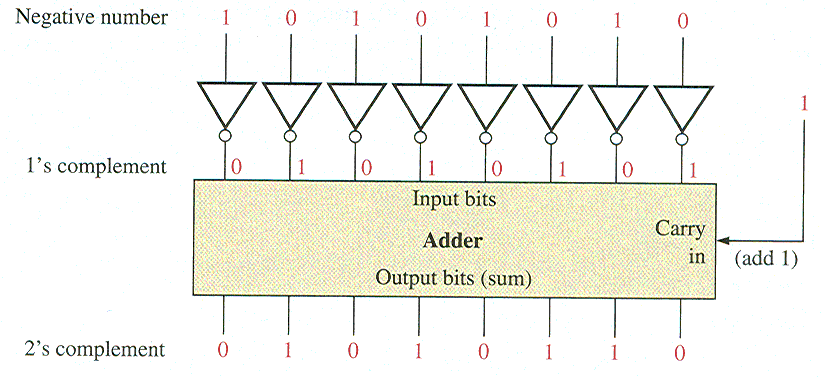 Negative number 1 0 1 0 1 0 1 0
1
1's complement 0 1 0 1 0 1 0 1
Input bits
Carry
Adder
in (add 1)
Output bits (sum)
2's complement 0 1 0 1 0 1 1 0